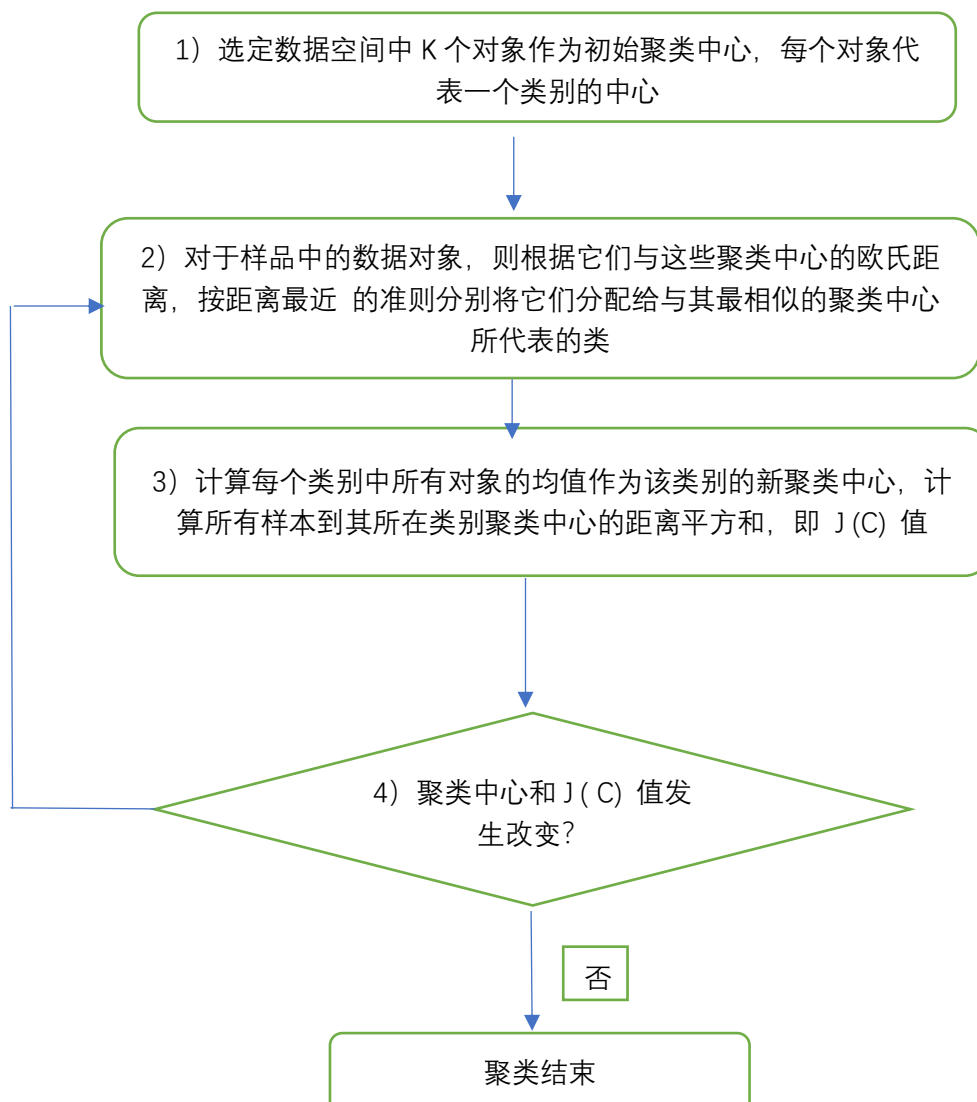 1）选定数据空间中 K 个对象作为初始聚类中心，每个对象代
表一个类别的中心
2）对于样品中的数据对象，则根据它们与这些聚类中心的欧氏距
离，按距离最近 的准则分别将它们分配给与其最相似的聚类中心
所代表的类
3）计算每个类别中所有对象的均值作为该类别的新聚类中心，计
算所有样本到其所在类别聚类中心的距离平方和，即 J(C) 值
4）聚类中心和 J ( C) 值发
生改变？
否
聚类结束